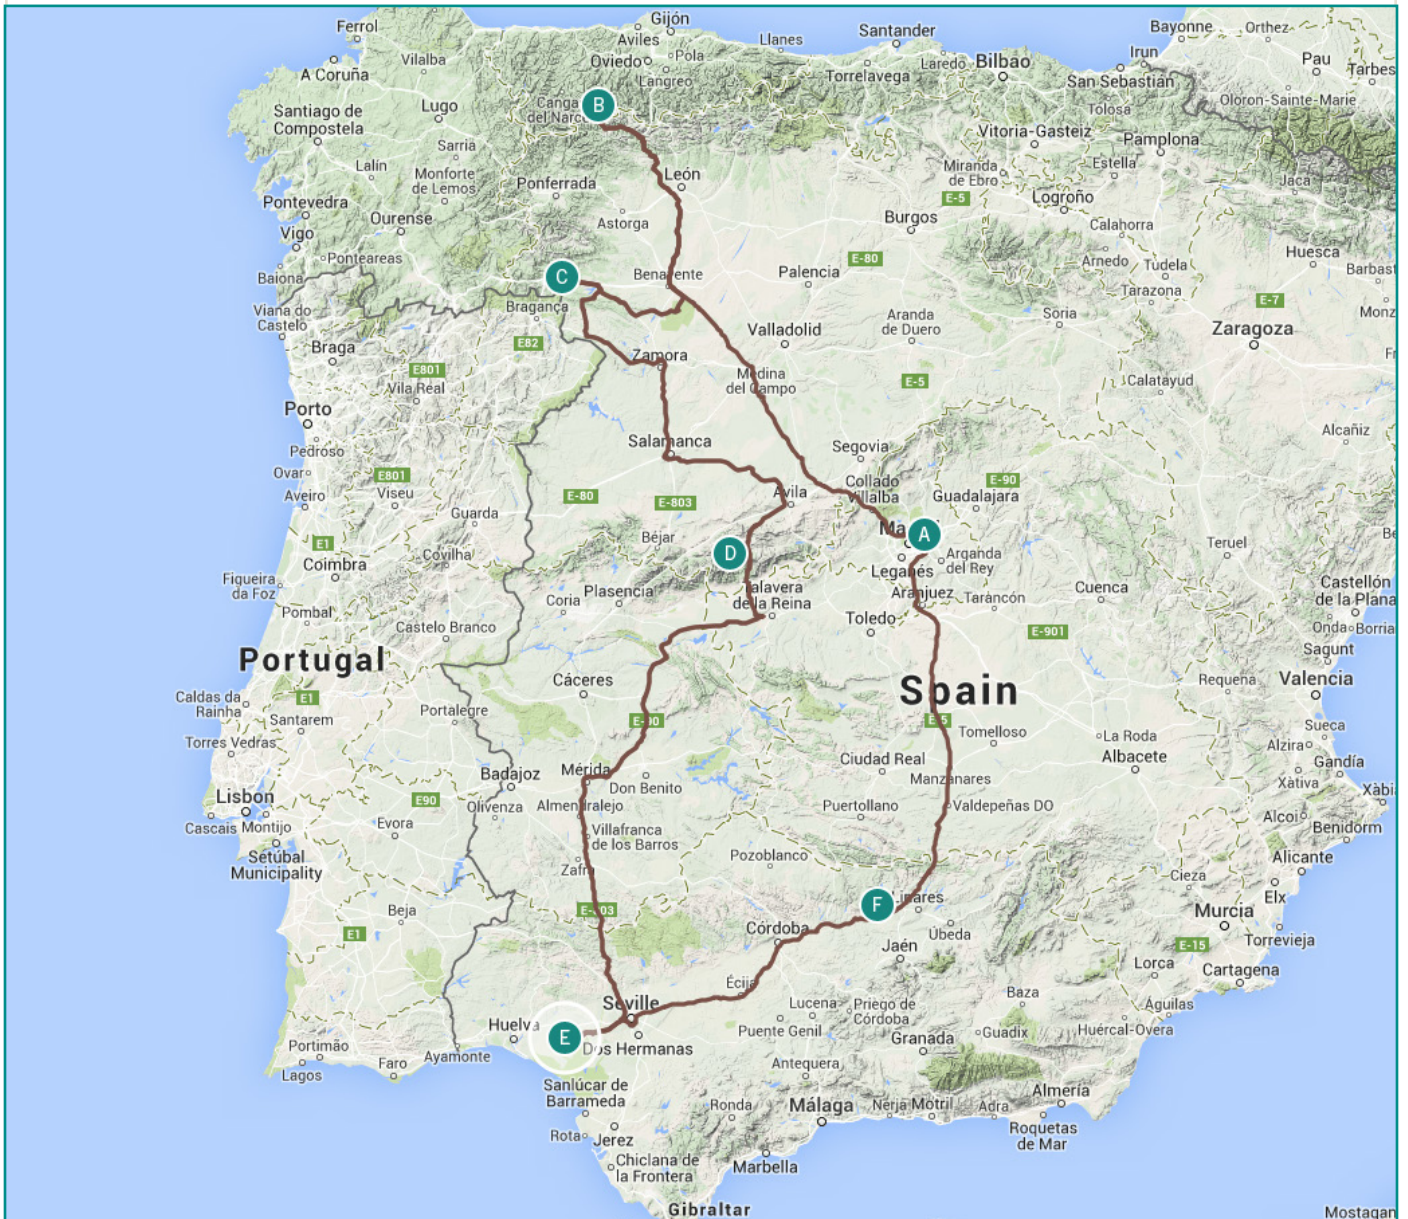 Gijón
Ferrol
Aviles
Pola
Llanes
Santander
Bayonne
Orthez
Vilalba
Oviedo
Langreo
Torrelavega
Laredo
Bilbao
Irun
San Sebastián
Pau
Tarbes
A Coruña
Lugo
B
Tolosa
Oloron-Sainte-Marie
Santiago de
Compostela
Vitoria-Gasteiz
Pamplona
Sarria
Lalín
Monforte
de Lemos
Ponferrada
León
Miranda
de Ebro
Estella
Jaca
E-5
Logroño
Pontevedra
Ourense
Astorga
Burgos
Calahorra
Vigo
Ponteareas
E-80
Arnedo
Tudela
Huesca
Baiona
C
Benavente
Palencia
Tarazona
Barbast
Viana do
Castelo
Bragança
Aranda
de Duero
Soria
E-7
Monz
Braga
E82
Zamora
Valladolid
Zaragoza
E801
Vila Real
Medina
del Campo
E-5
Calatayud
Porto
Pedroso
Salamanca
Segovia
Alcañiz
Ovar
E801
Viseu
Aveiro
E-80
E-803
Ávila
Collado
Villalba
E-90
Guadalajara
Guarda
A
E1
Coimbra
Covilha
Béjar
D
Leganés
Arganda
del Rey
Teruel
Figueira
da Foz
Pombal
Coria
Plasencia
Talavera
de la Reina
Aranjuez
Tarancón
Cuenca
Castellón
de la Plana
Castelo Branco
Toledo
E-901
Onda
Borria
Sagunt
Portugal
Cáceres
Spain
Requena
Valencia
Caldas da
Rainha
E1
Santarem
Portalegre
E-90
E-5
Tomelloso
La Roda
Sueca
Torres Vedras
Badajoz
Mérida
Don Benito
Ciudad Real
Manzanares
Albacete
Alzira
Gandía
Xàtiva
Lisbon
Cascais
Montijo
E90
Olivenza
Almendralejo
Puertollano
Valdepeñas DO
Alcoi
Benidorm
Evora
Setúbal
Municipality
Villafranca
de los Barros
Pozoblanco
Alicante
Zafra
Cieza
Elx
Beja
E-803
F
Linares
Murcia
Torrevieja
E1
Córdoba
Úbeda
Jaén
E-15
Lorca
Cartagena
Écija
Baza
Águilas
Seville
Lucena
Priego de
Córdoba
Huelva
E
Dos Hermanas
Puente Genil
Guadix
Huércal-Overa
Portimão
Faro
Ayamonte
Granada
Lagos
Antequera
Sanlúcar de
Barrameda
Ronda
Málaga
Nerja
Motril
Adra
Almería
Rota
Jerez
Roquetas
de Mar
Chiclana de
la Frontera
Marbella
Gibraltar
Mostagan